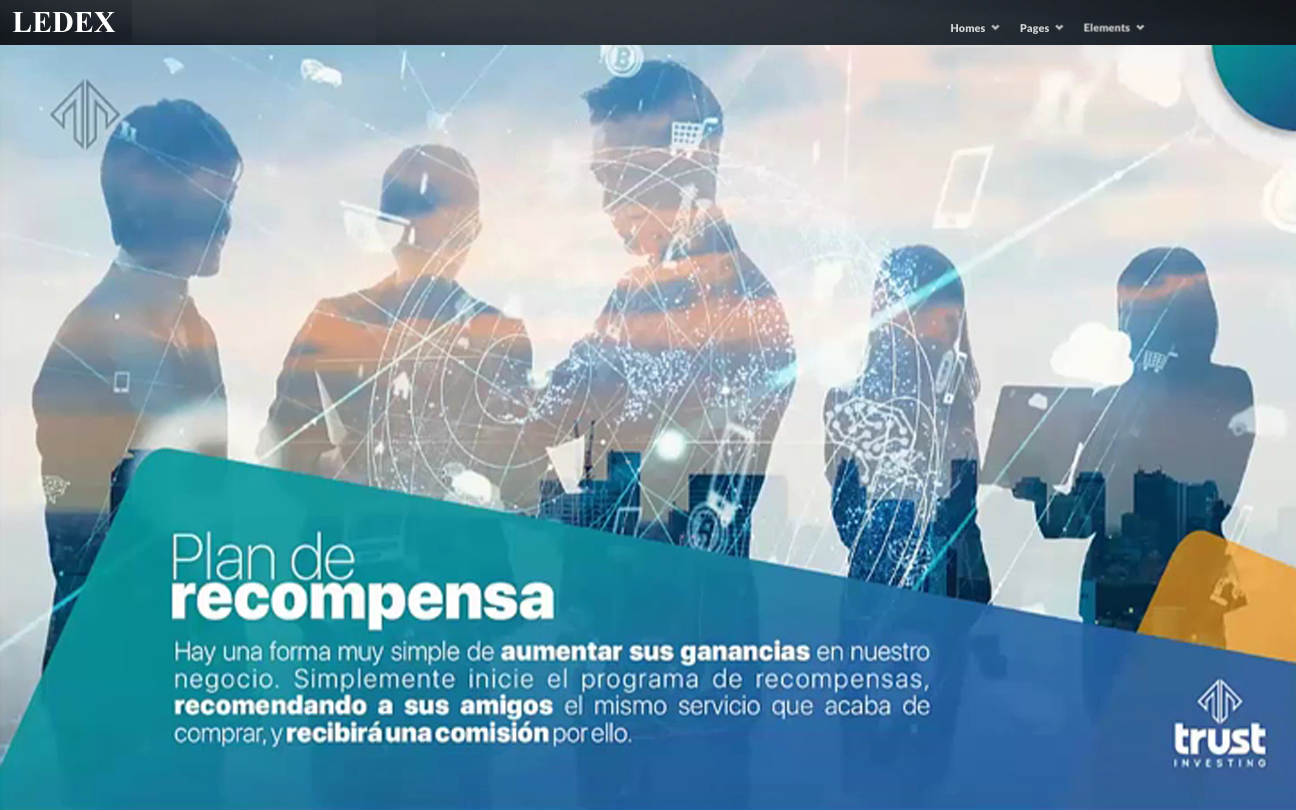 LEDEX
Homes
Pages
Elements
Plan de
recompensa
Hay una forma muy simple de aumentar sus ganancias en nuestro
negocio. Simplemente inicie el programa de recompensas,
recomendando a sus amigos el mismo servicio que acaba de
comprar, y recibirá una comisión por ello.
trust
INVESTING